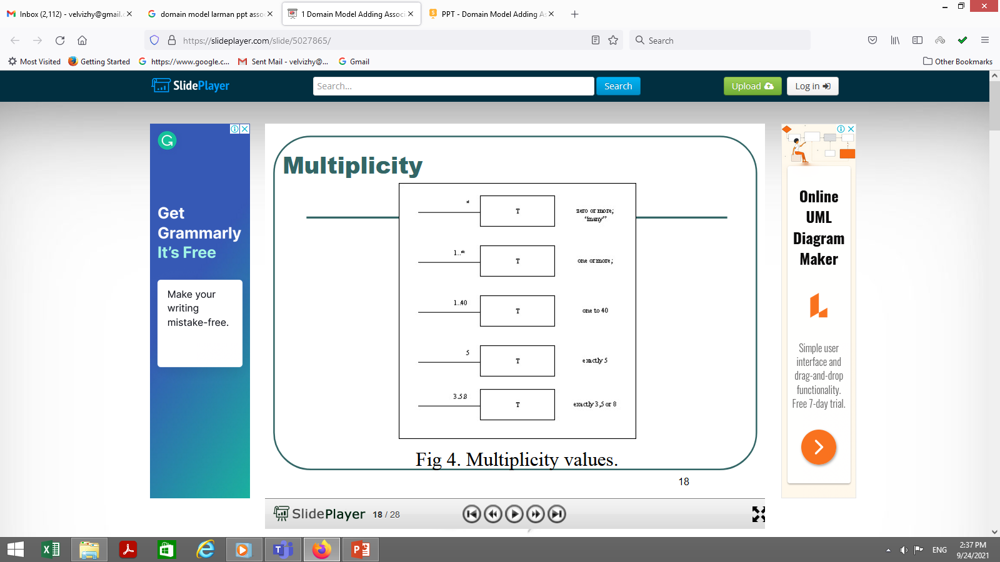 Inbox (2,112) - velvizhy@gmail.c
domain model larman ppt asso
1 Domain Model Adding Associ
PPT - Domain Model Adding As
https://slideplayer.com/slide/5027865/
Search
Most Visited
Getting Started
https://www.google.c...
Sent Mail - velvizhy@...
Gmail
Other Bookmarks
SlidePlayer
Search...
Search
Upload
Log in
Get
Grammarly
It's Free
Make your
writing
mistake-free.
Multiplicity
*
T
zero or more;
"many"
1..*
T
one or more;
1..40
T
one to 40
5
T
exactly 5
3,5,8
T
exactly 3,5 or 8
Fig 4. Multiplicity values.
18
Online
UML
Diagram
Maker
Simple user
interface and
drag-and-drop
functionality.
Free 7-day trial.
SlidePlayer 18 / 28
ENG
2:37 PM
9/24/2021